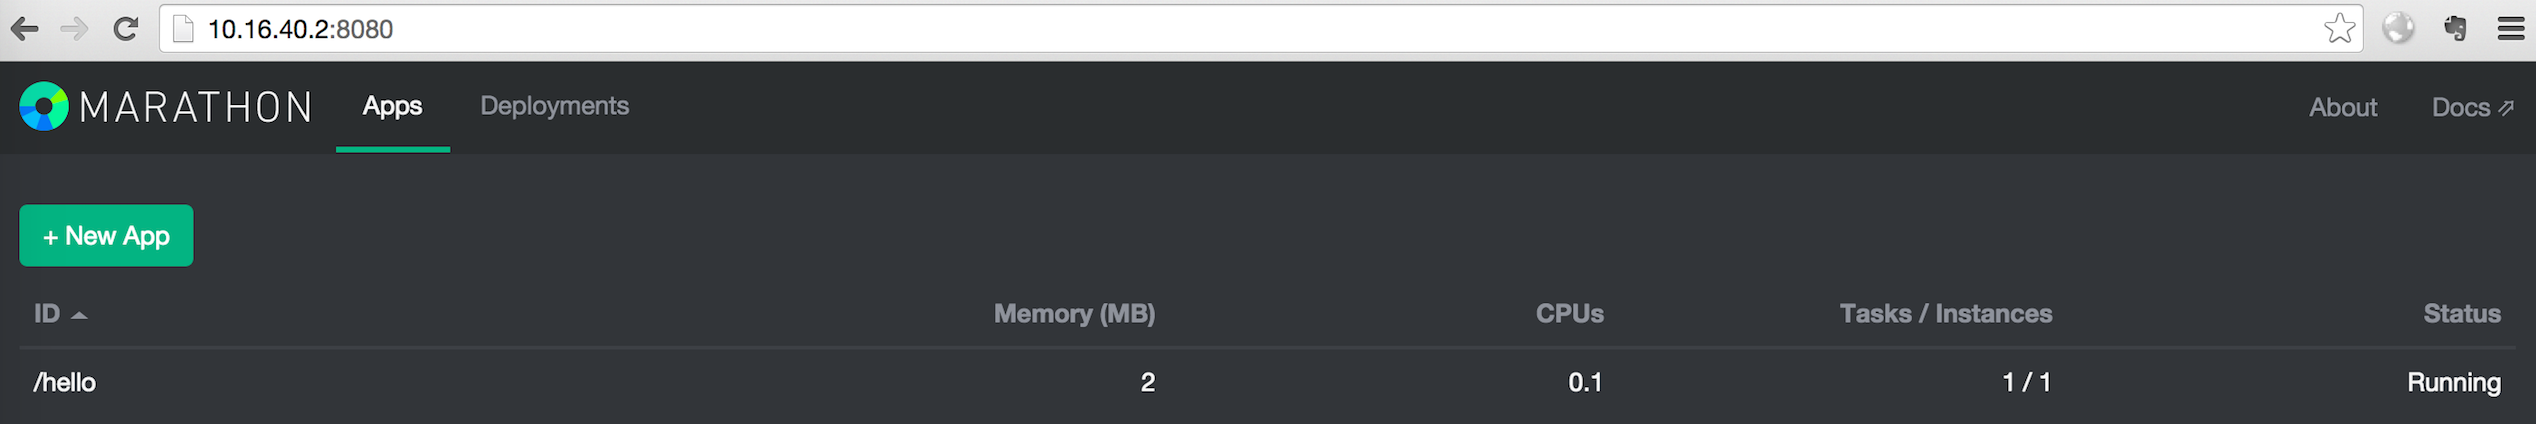 10.16.40.2:8080
MARATHON Apps Deployments About Docs
+ New App
ID Memory (MB) CPUs Tasks / Instances Status
/hello 2 0.1 1 / 1 Running